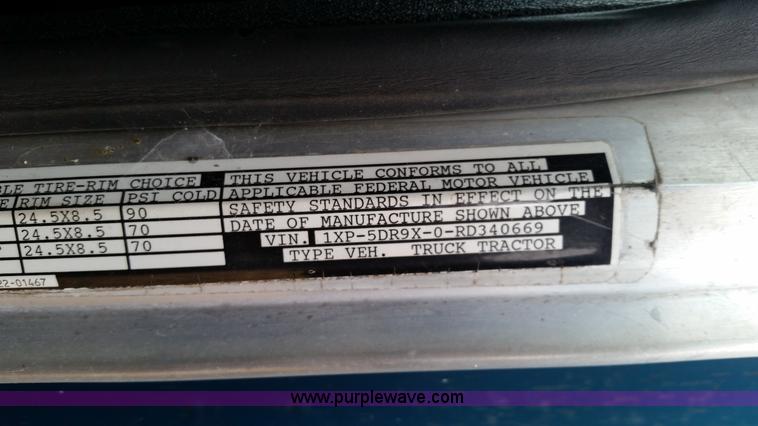 BLE TIRE-RIM CHOICE
RIM SIZE PSI COLD
24.5X8.5 90
24.5X8.5 70
24.5X8.5 70
22-01467
THIS VEHICLE CONFORMS TO ALL
APPLICABLE FEDERAL MOTOR VEHICLE
SAFETY STANDARDS IN EFFECT ON THE
DATE OF MANUFACTURE SHOWN ABOVE
VIN. 1XP-5DR9X-0-RD340669
TYPE VEH. TRUCK TRACTOR
www.purplewave.com